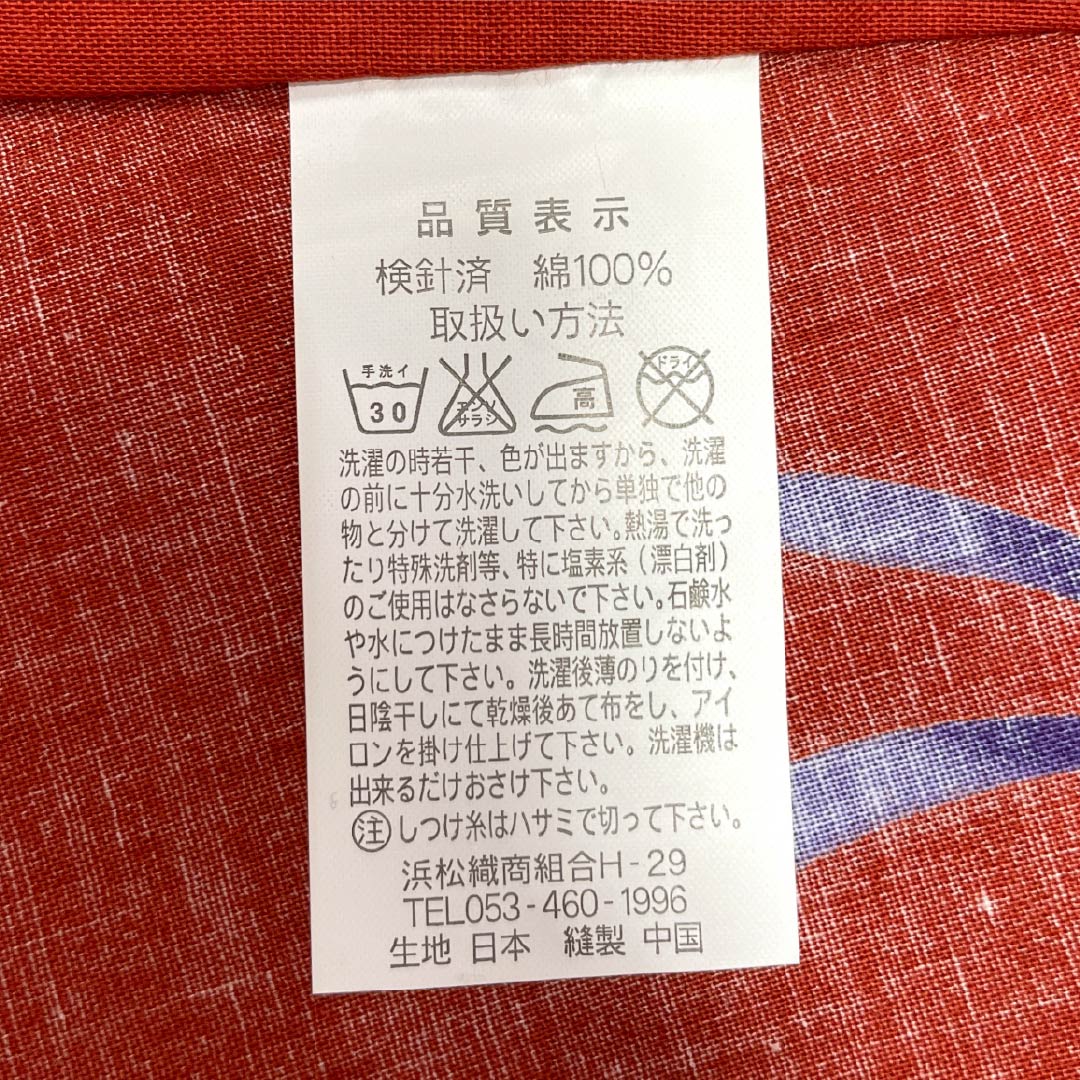 品質表示
検針済　綿100%
取扱い方法
手洗イ ドライ
30 エンソ 高
サラシ
洗濯の時若干、色が出ますから、洗濯
の前に十分水洗いしてから単独で他の
物と分けて洗濯して下さい。熱湯で洗っ
たり特殊洗剤等、特に塩素系（漂白剤）
のご使用はなさらないで下さい。石鹸水
や水につけたまま長時間放置しないよ
うにして下さい。洗濯後薄のりを付け、
日陰干しにて乾燥後あて布をし、アイ
ロンを掛け仕上げて下さい。洗濯機は
出来るだけおさけ下さい。
注 しつけ糸はハサミで切って下さい。
浜松織商組合H-29
TEL053-460-1996
生地 日本　縫製 中国